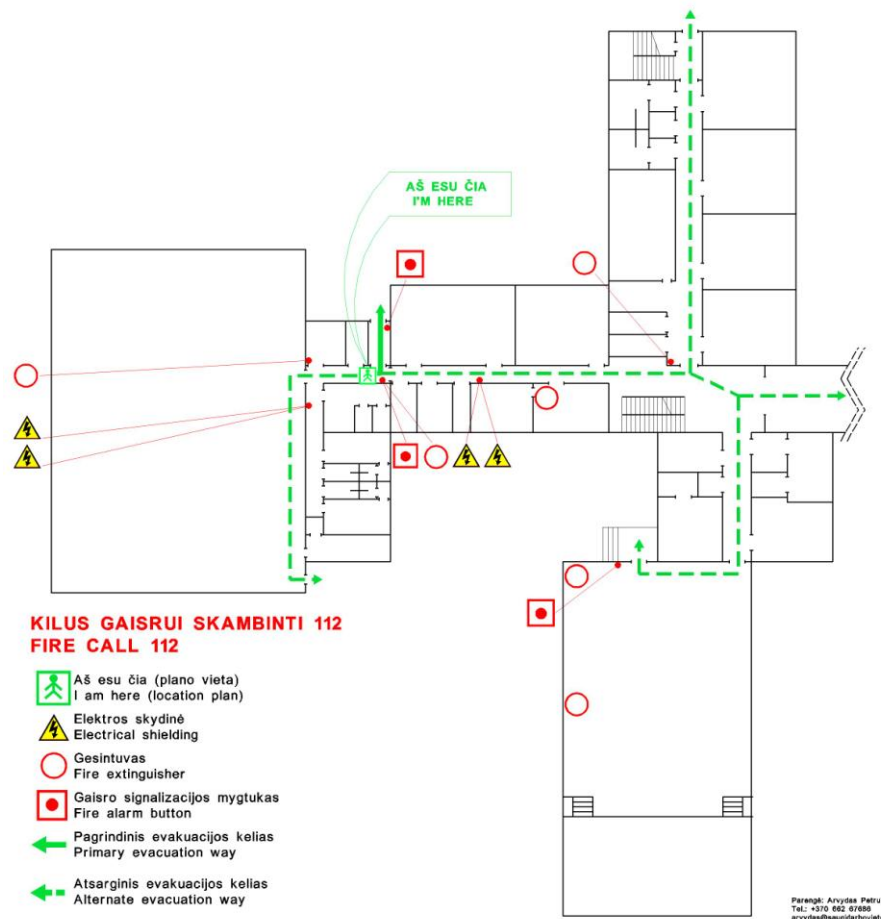 AŠ ESU ČIA
I'M HERE
KILUS GAISRUI SKAMBINTI 112
FIRE CALL 112
Aš esu čia (plano vieta)
I am here (location plan)
Elektros skydinė
Electrical shielding
Gesintuvas
Fire extinguisher
Gaisro signalizacijos mygtukas
Fire alarm button
Pagrindinis evakuacijos kelias
Primary evacuation way
Atsarginis evakuacijos kelias
Alternate evacuation way
Parengė: Arvydas Petru
Tel.: +370 662 67686